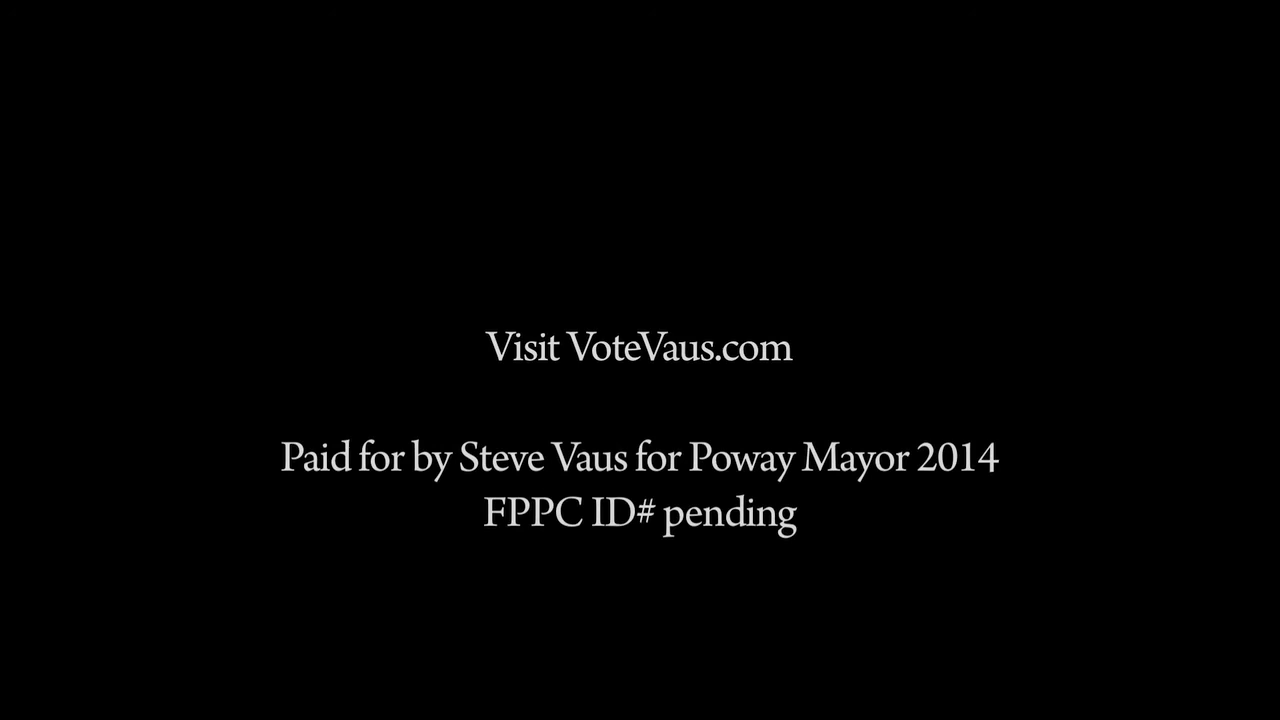 Visit VoteVaus.com
Paid for by Steve Vaus for Poway Mayor 2014
FPPC ID# pending